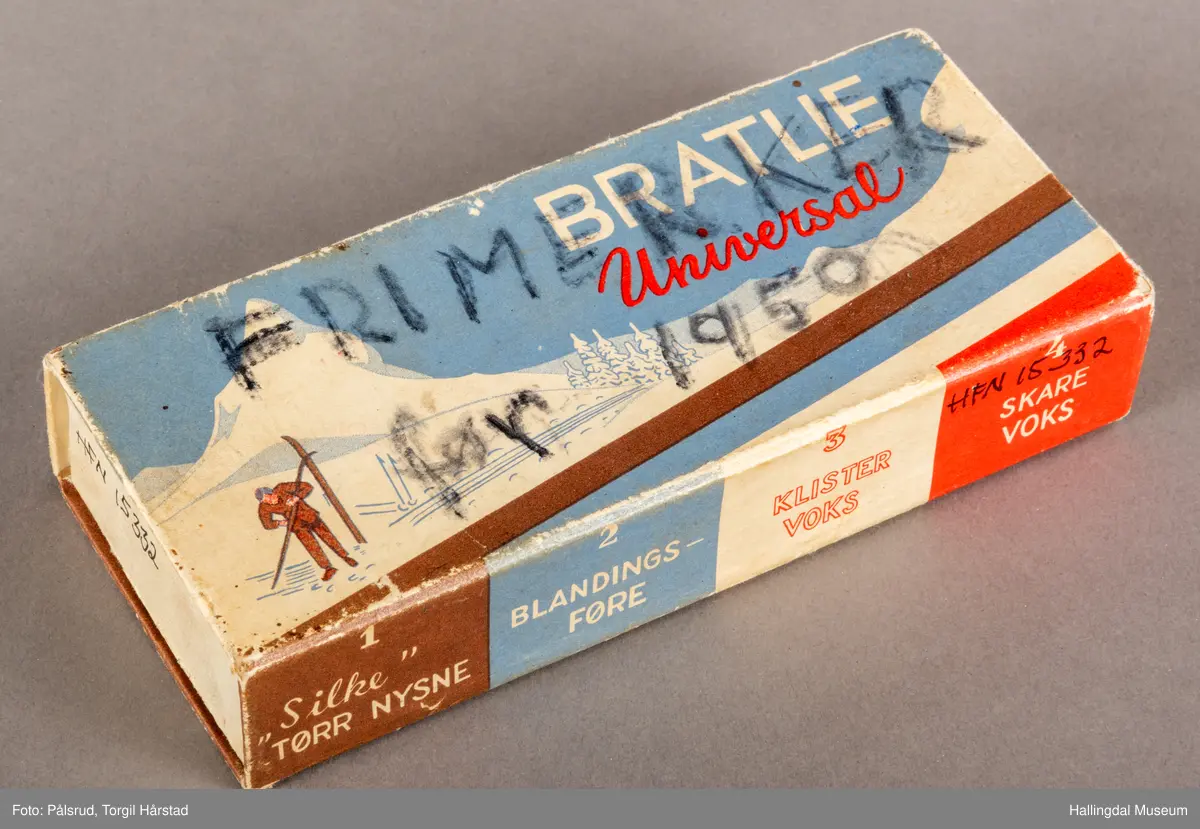 "BRATLIE
Universal
FRIMERKER
før 1950
HFN 15332
1
"Silke"
"TØRR NYSNE
2
BLANDINGS-
FØRE
3
KLISTER
VOKS
4
HFN 15332
SKARE
VOKS
Foto: Pålsrud, Torgil Hårstad
Hallingdal Museum